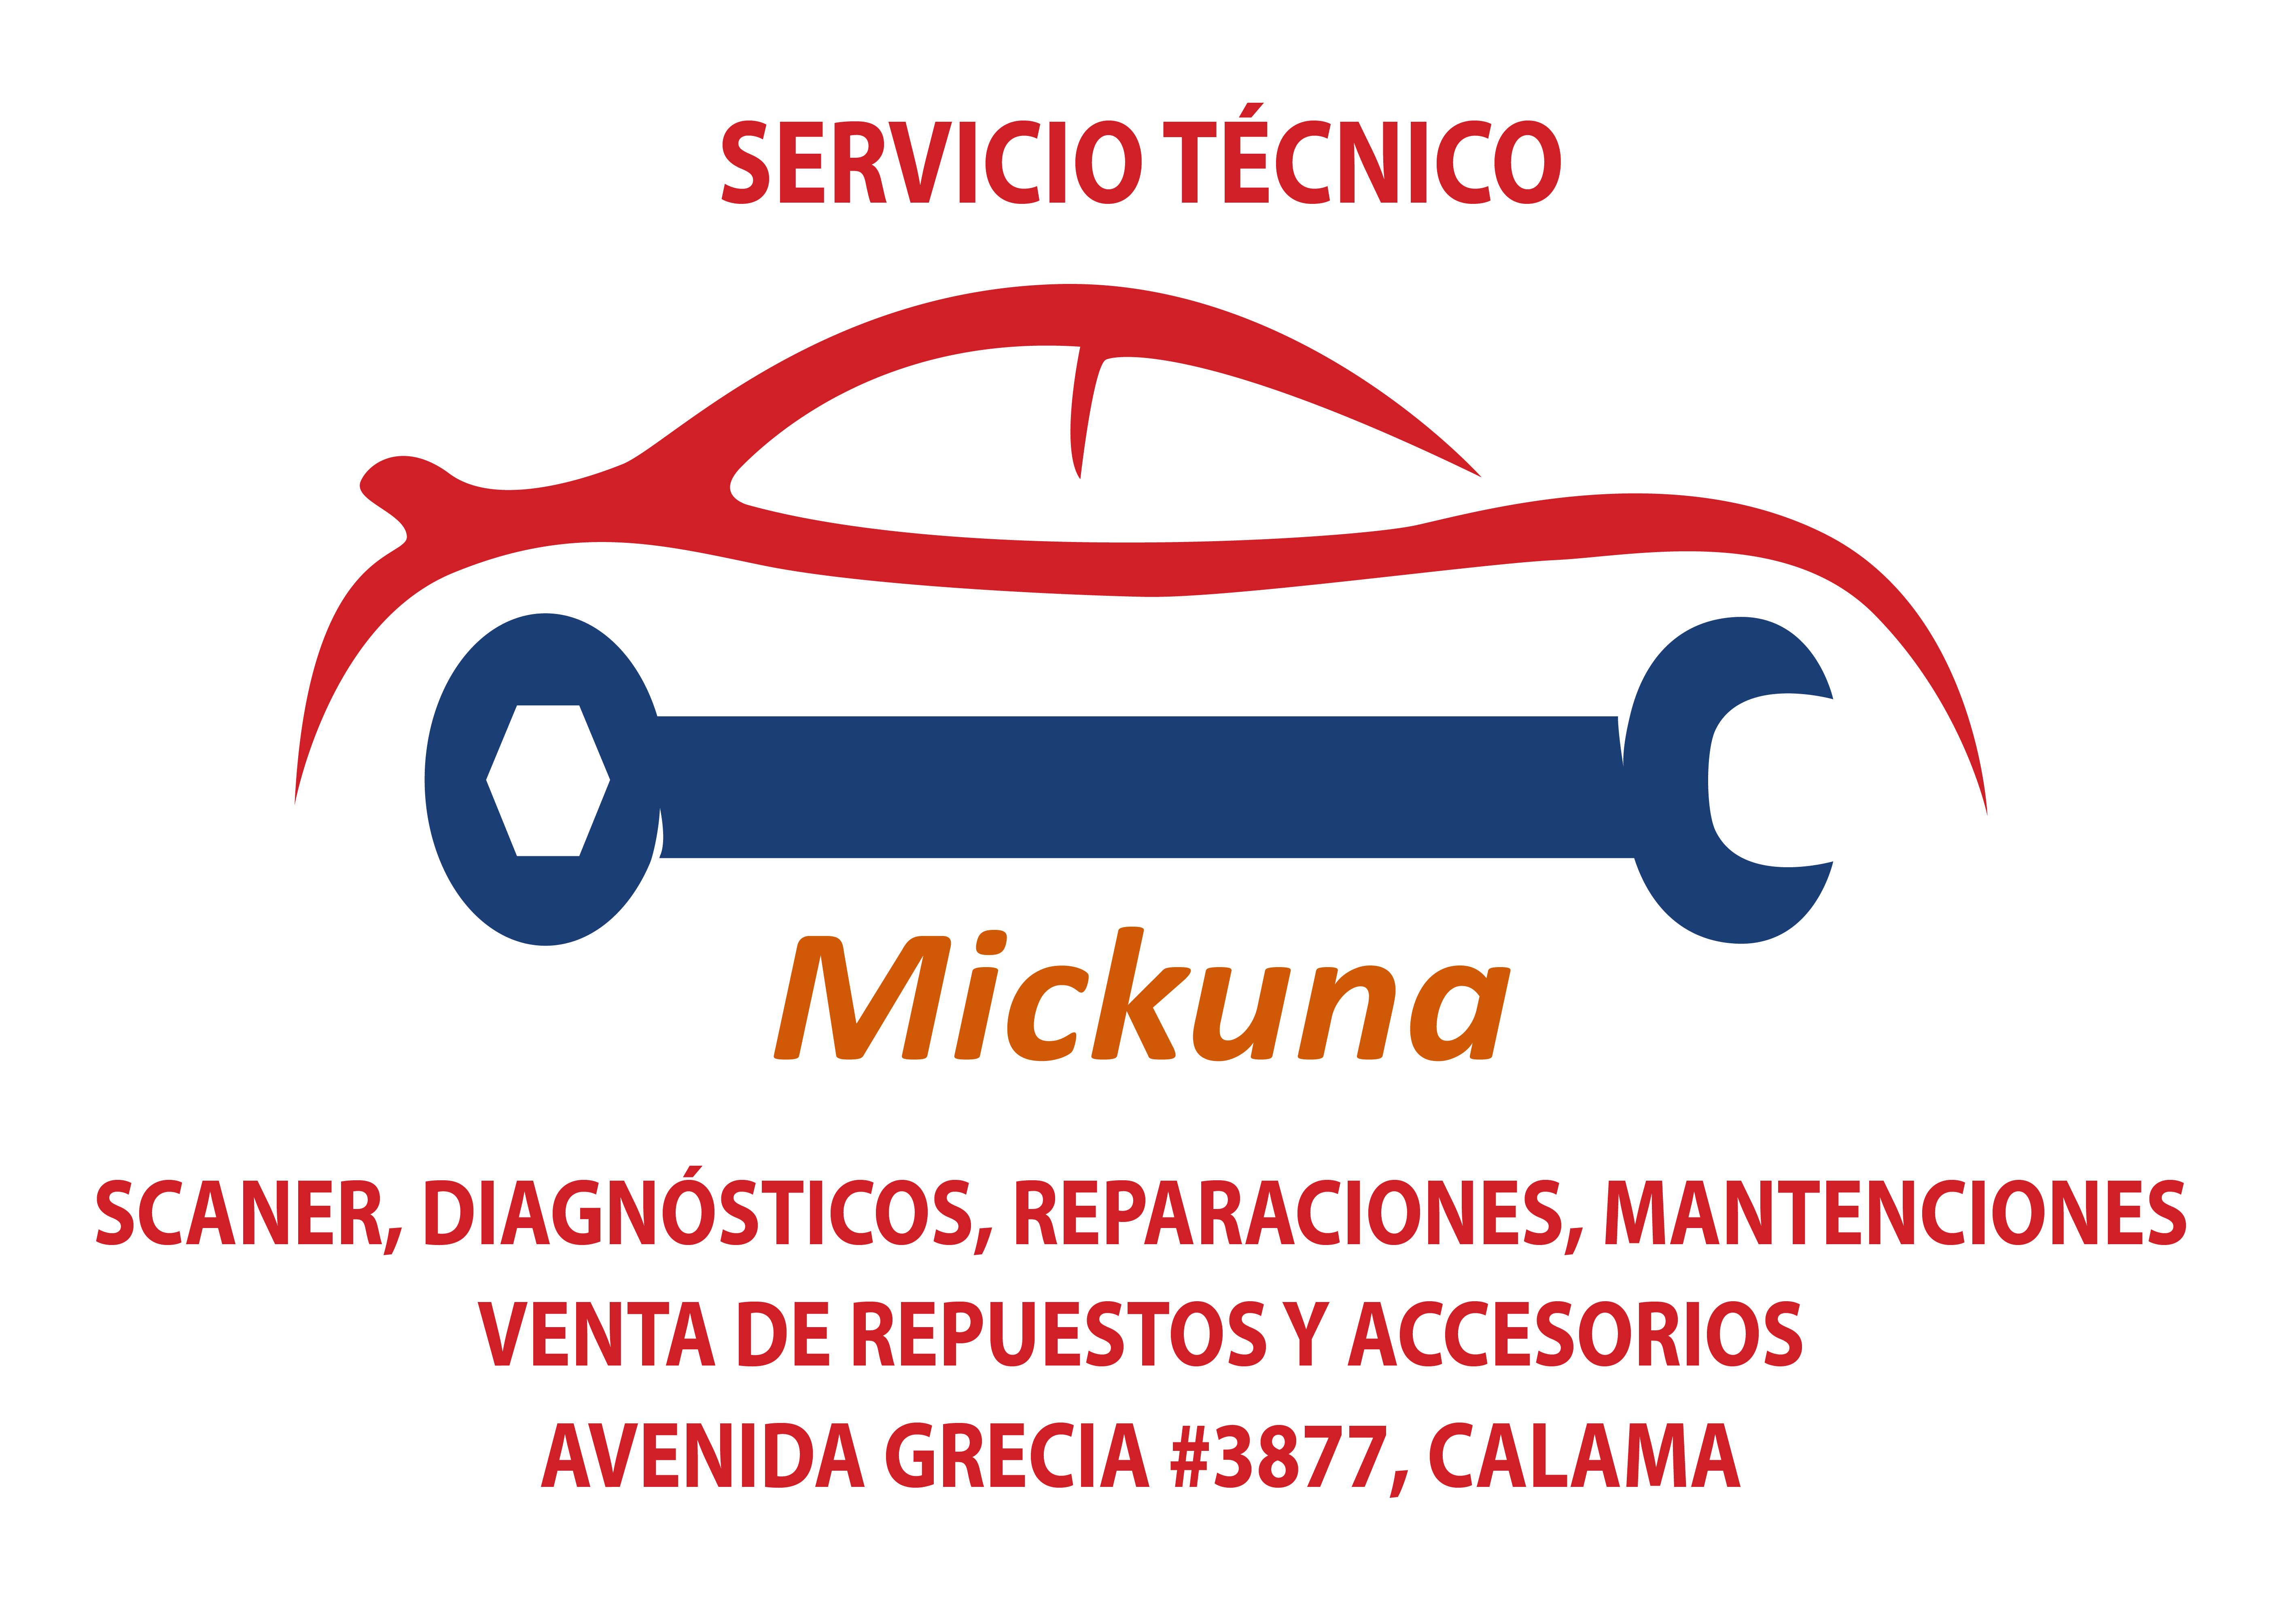 SERVICIO TÉCNICO
Mickuna
SCANER, DIAGNÓSTICOS, REPARACIONES, MANTENCIONES
VENTA DE REPUESTOS Y ACCESORIOS
AVENIDA GRECIA #3877, CALAMA